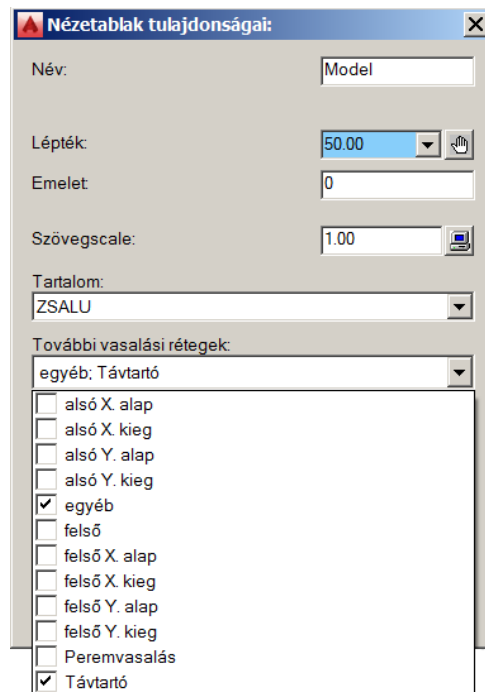 Nézetablak tulajdonságai:
Név: Model
Lépték: 50.00
Emelet: 0
Szövegscale: 1.00
Tartalom:
ZSALU
További vasalási rétegek:
egyéb; Távtartó
alsó X. alap
alsó X. kieg
alsó Y. alap
alsó Y. kieg
egyéb
felső
felső X. alap
felső X. kieg
felső Y. alap
felső Y. kieg
Peremvasalás
Távtartó